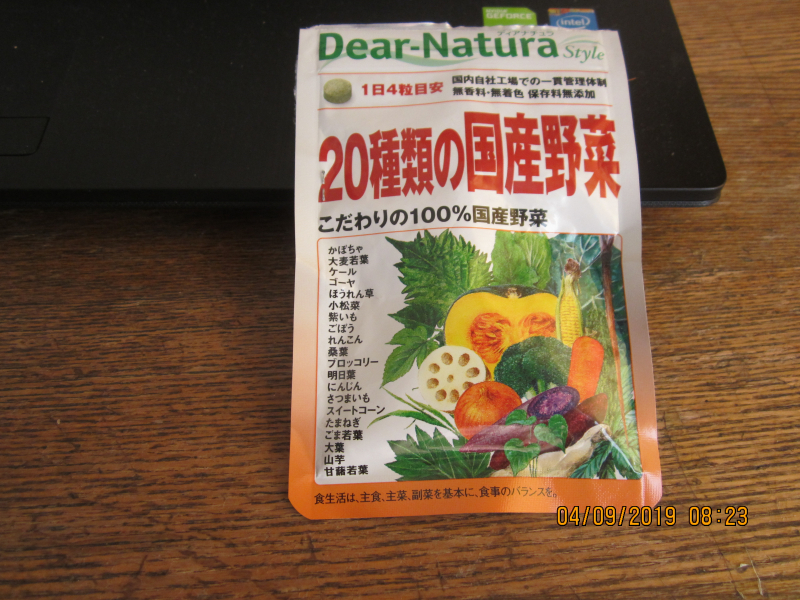 GEFORCE
intel
ディアナチュラ
Dear-Natura Style
1日4粒目安
国内自社工場での一貫管理体制
無香料・無着色 保存料無添加
20種類の国産野菜
こだわりの100%国産野菜
かぼちゃ
大麦若葉
ケール
ゴーヤ
ほうれん草
小松菜
紫いも
ごぼう
れんこん
桑葉
ブロッコリー
明日葉
にんじん
さつまいも
スイートコーン
たまねぎ
ごま若葉
大葉
山芋
甘藷若葉
食生活は、主食、主菜、副菜を基本に、食事のバランスを
04/09/2019 08:23